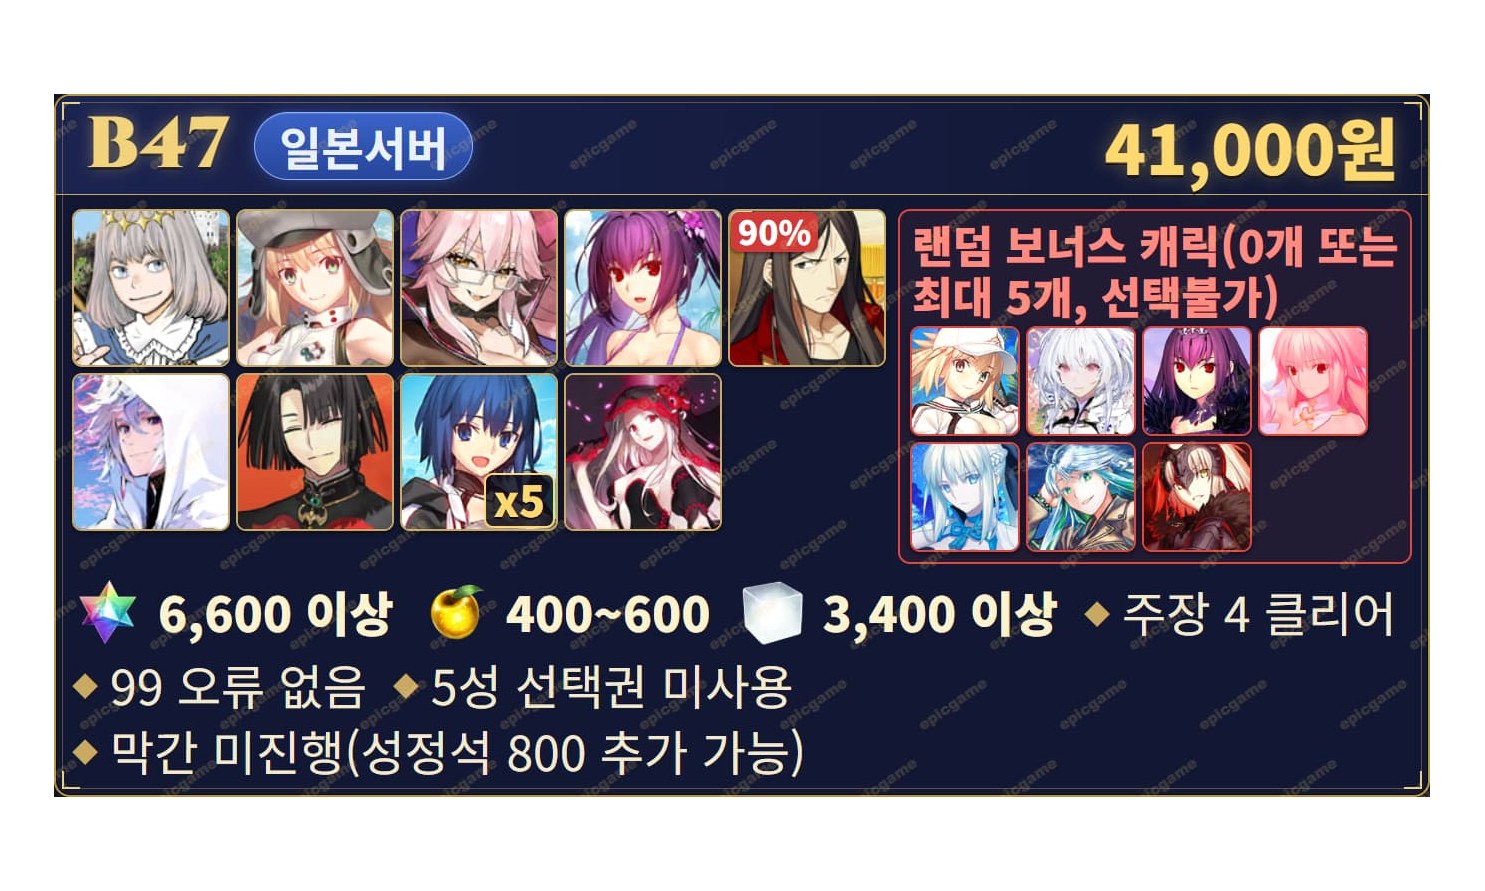 B47 일본서버 41,000원
90%
랜덤 보너스 캐릭(0개 또는
최대 5개, 선택불가)
x5
6,600 이상 400~600 3,400 이상 ◆ 주장 4 클리어
◆ 99 오류 없음 ◆ 5성 선택권 미사용
◆ 막간 미진행(성정석 800 추가 가능)
epicgame